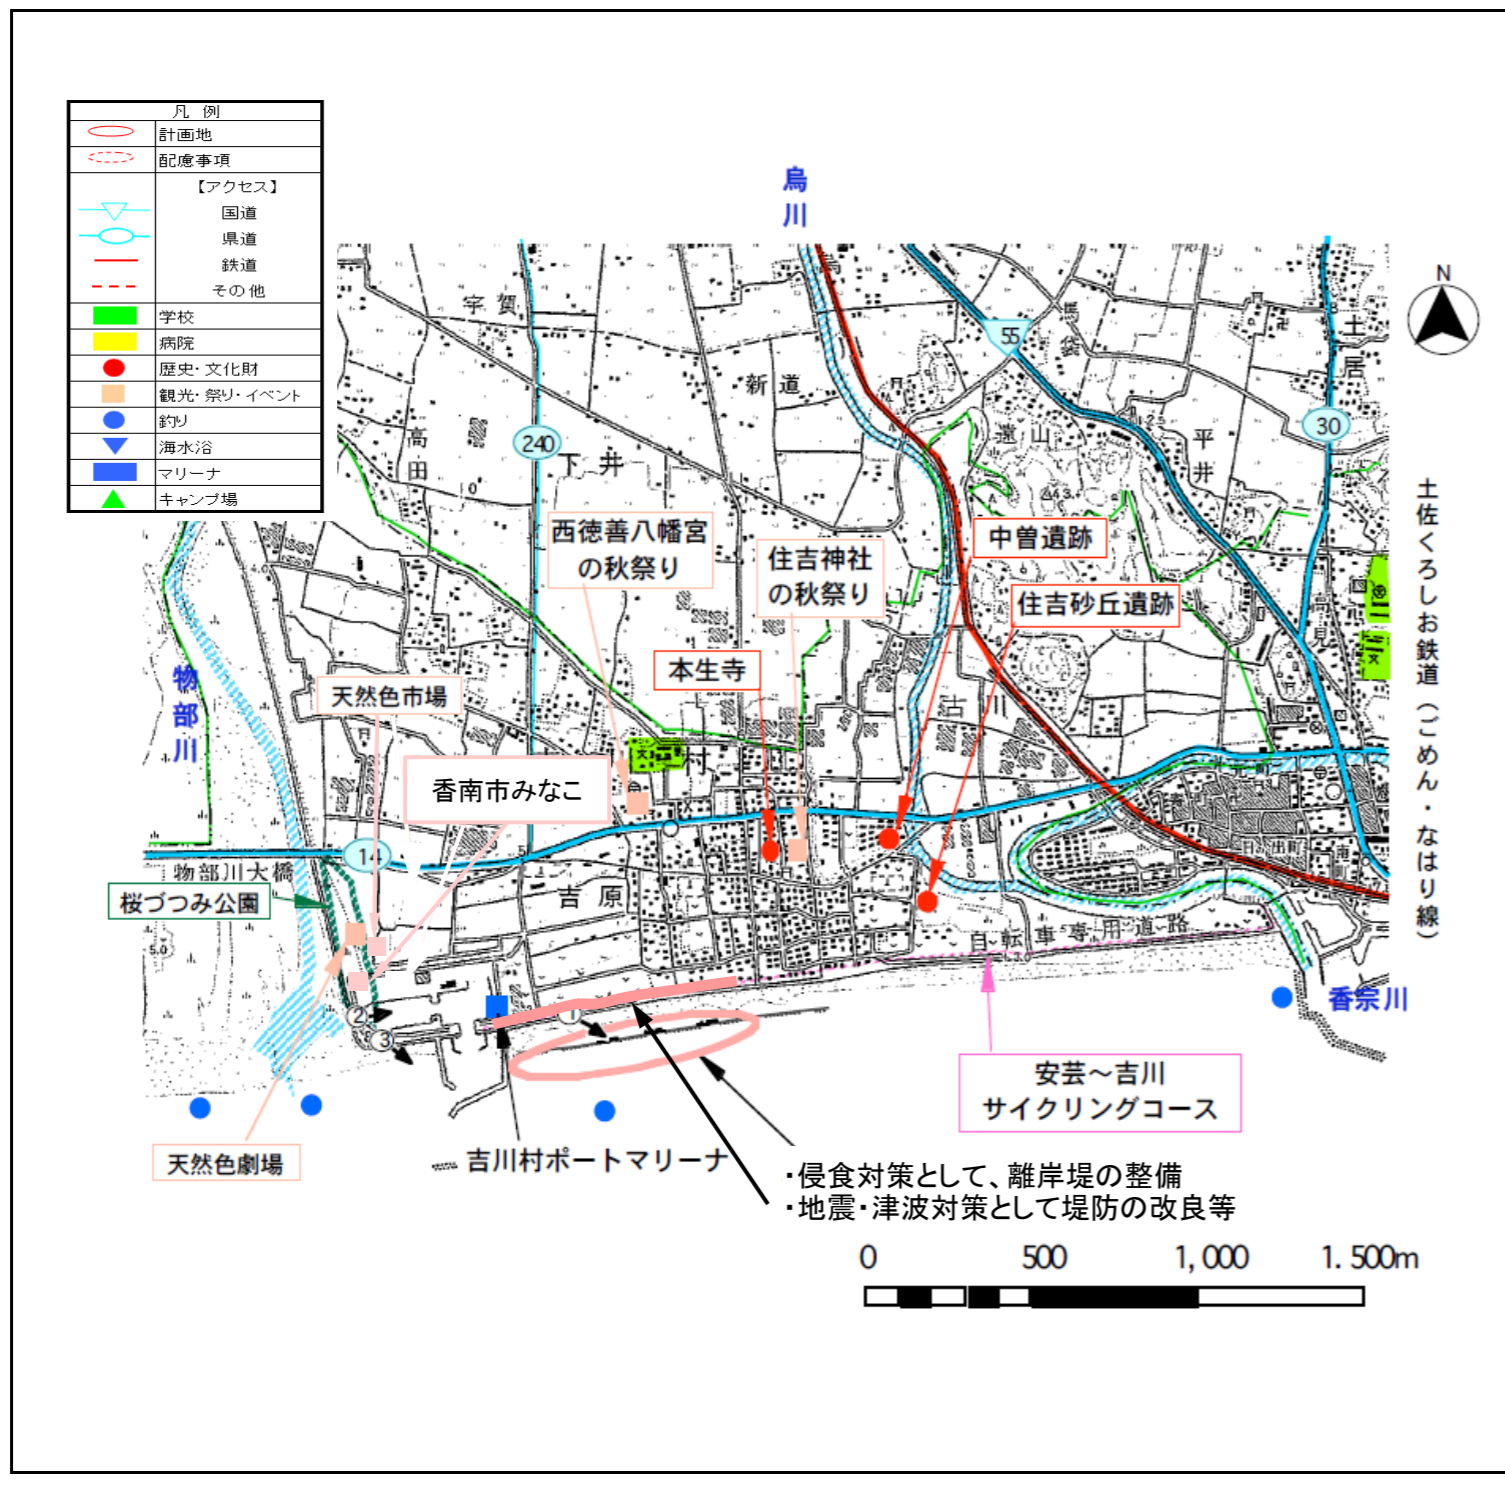 凡 例
計画地
配慮事項
【アクセス】
国道
県道
鉄道
その他
学校
病院
歴史・文化財
観光・祭り・イベント
釣り
海水浴
マリーナ
キャンプ場
烏川
N
宇賀
新道
高田
下井
遠山
平井
土居
55
240
30
14
西徳善八幡宮
の秋祭り
住吉神社
の秋祭り
中曽遺跡
住吉砂丘遺跡
本生寺
天然色市場
香南市みなこ
物部川
古川
村
物部川大橋
桜づつみ公園
吉原
自転車専用道路
土佐くろしお鉄道（ごめん・なはり線）
香宗川
①
②
③
安芸～吉川
サイクリングコース
天然色劇場
吉川村ポートマリーナ
・侵食対策として、離岸堤の整備
・地震・津波対策として堤防の改良等
0 500 1,000 1.500m